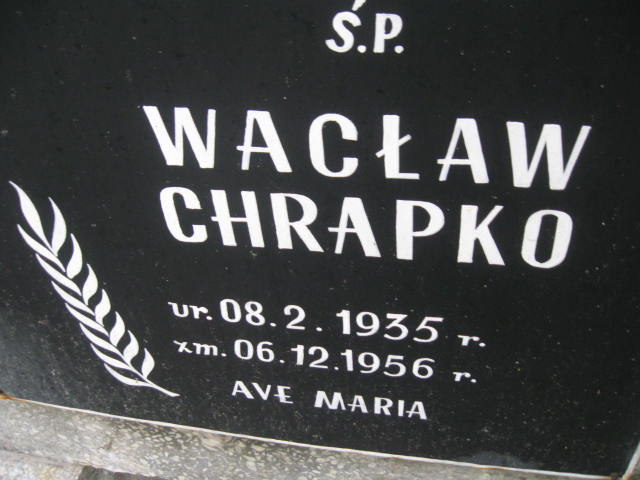 Ś.P.
WACŁAW
CHRAPKO
ur. 08.2.1935 r.
zm. 06.12.1956 r.
AVE MARIA